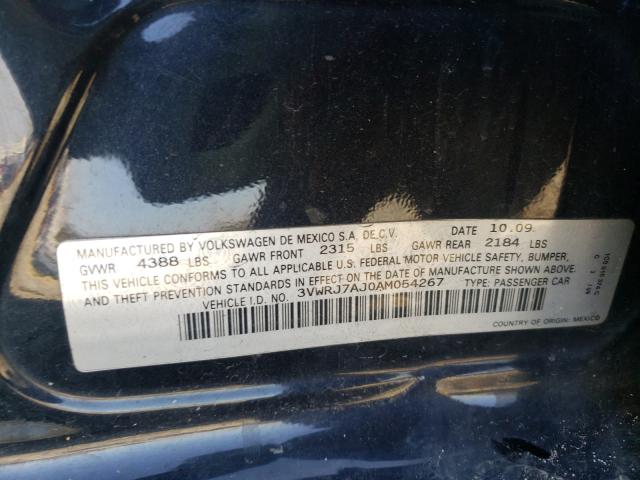 MANUFACTURED BY VOLKSWAGEN DE MEXICO S.A. DE C.V. DATE 10.09
GVWR 4388 LBS GAWR FRONT 2315 LBS GAWR REAR 2184 LBS
THIS VEHICLE CONFORMS TO ALL APPLICABLE U.S. FEDERAL MOTOR VEHICLE SAFETY, BUMPER,
AND THEFT PREVENTION STANDARDS IN EFFECT ON DATE OF MANUFACTURE SHOWN ABOVE.
VEHICLE I.D. NO. 3VWRJ7AJ0AM054267 TYPE: PASSENGER CAR
COUNTRY OF ORIGIN: MEXICO